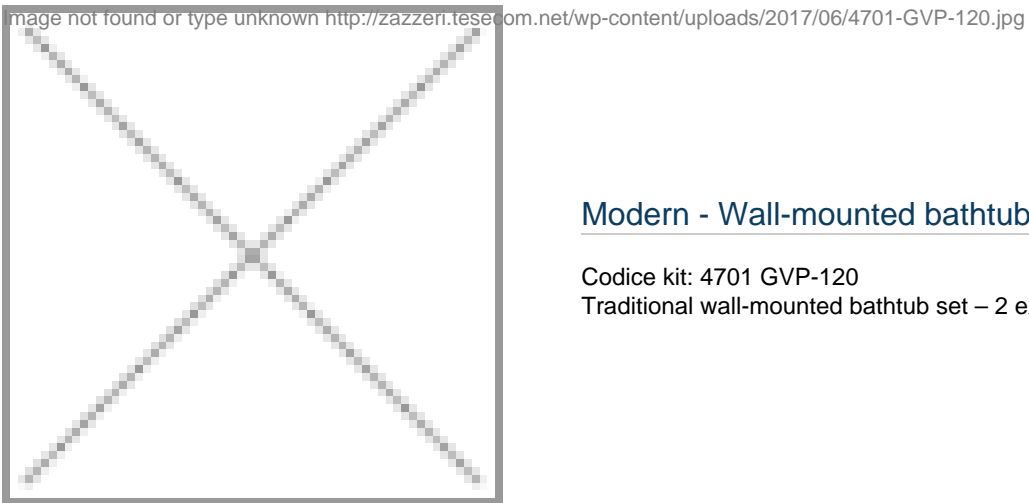 Image not found or type unknown http://zazzeri.tesecom.net/wp-content/uploads/2017/06/4701-GVP-120.jpg
Modern - Wall-mounted bathtub
Codice kit: 4701 GVP-120
Traditional wall-mounted bathtub set – 2 e